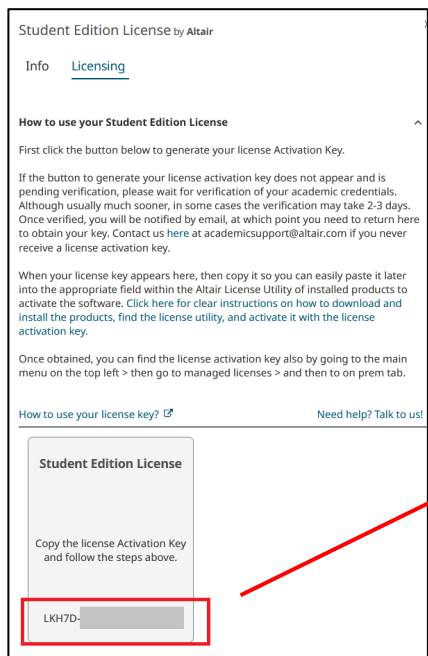 Student Edition License by Altair
Info Licensing
How to use your Student Edition License
First click the button below to generate your license Activation Key.
If the button to generate your license activation key does not appear and is
pending verification, please wait for verification of your academic credentials.
Although usually much sooner, in some cases the verification may take 2-3 days.
Once verified, you will be notified by email, at which point you need to return here
to obtain your key. Contact us here at academicsupport@altair.com if you never
receive a license activation key.
When your license key appears here, then copy it so you can easily paste it later
into the appropriate field within the Altair License Utility of installed products to
activate the software. Click here for clear instructions on how to download and
install the products, find the license utility, and activate it with the license
activation key.
Once obtained, you can find the license activation key also by going to the main
menu on the top left > then go to managed licenses > and then to on prem tab.
How to use your license key? Need help? Talk to us!
Student Edition License
Copy the license Activation Key
and follow the steps above.
LKH7D-